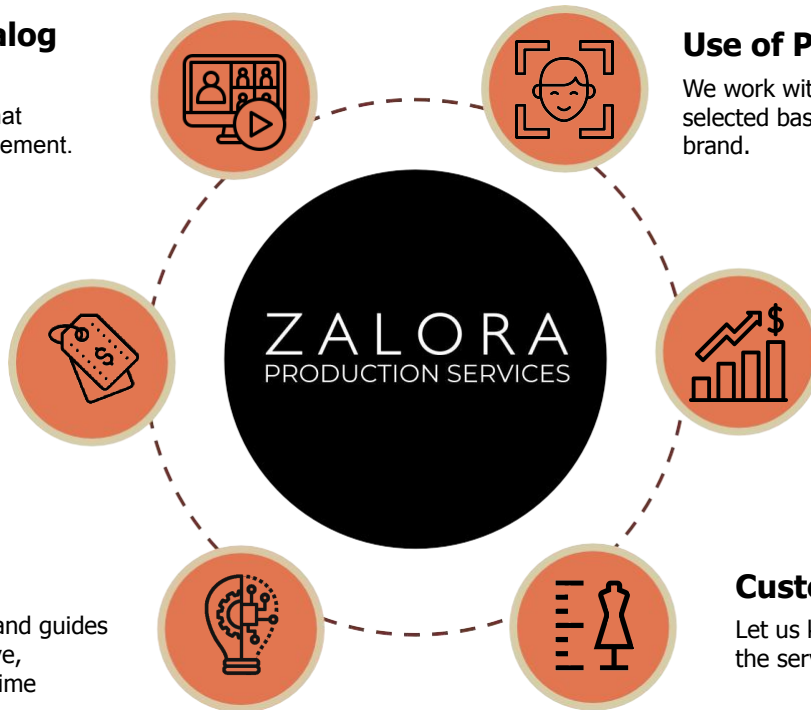 alog
Use of P
We work wit
selected bas
brand.
at
ement.
$
$
ZALORA
PRODUCTION SERVICES
and guides
e,
ime
Custo
Let us
the serv